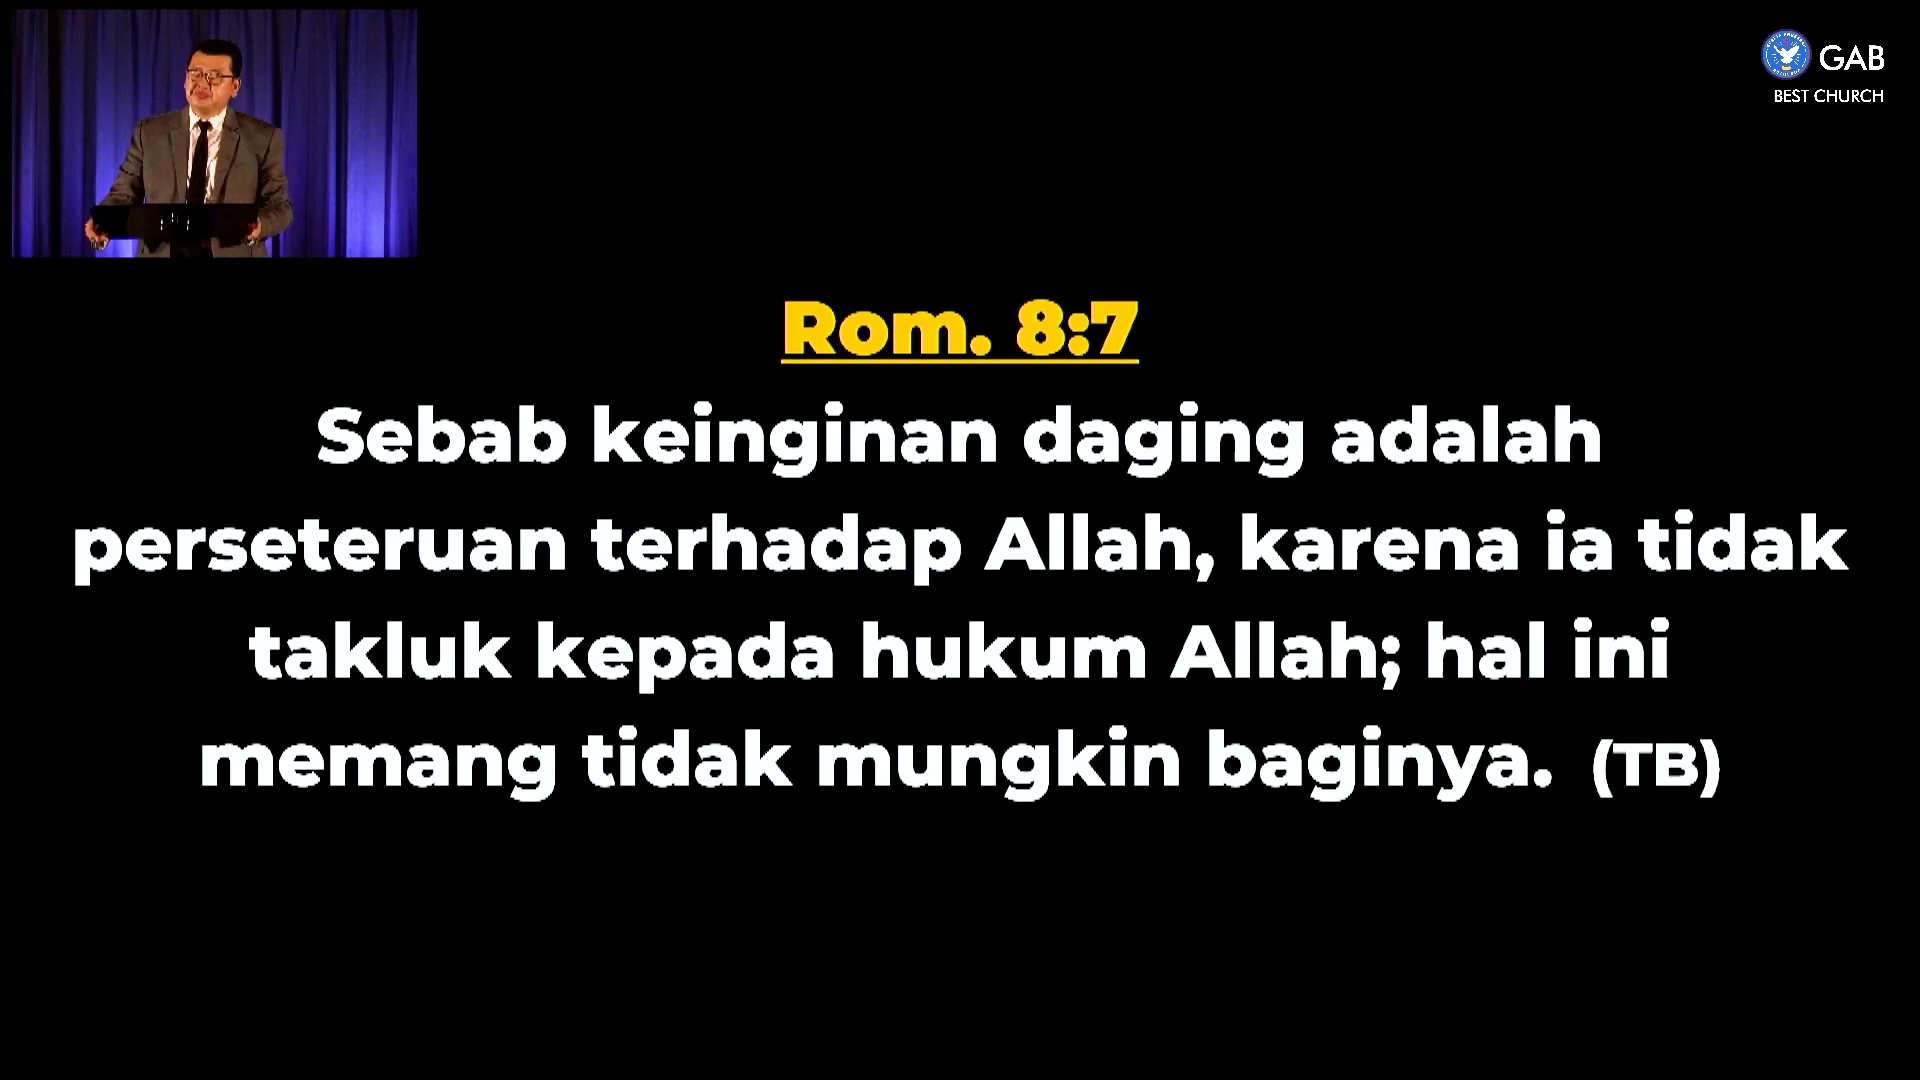 GAB
BEST CHURCH
Rom. 8:7
Sebab keinginan daging adalah
perseteruan terhadap Allah, karena ia tidak
takluk kepada hukum Allah; hal ini
memang tidak mungkin baginya. (TB)